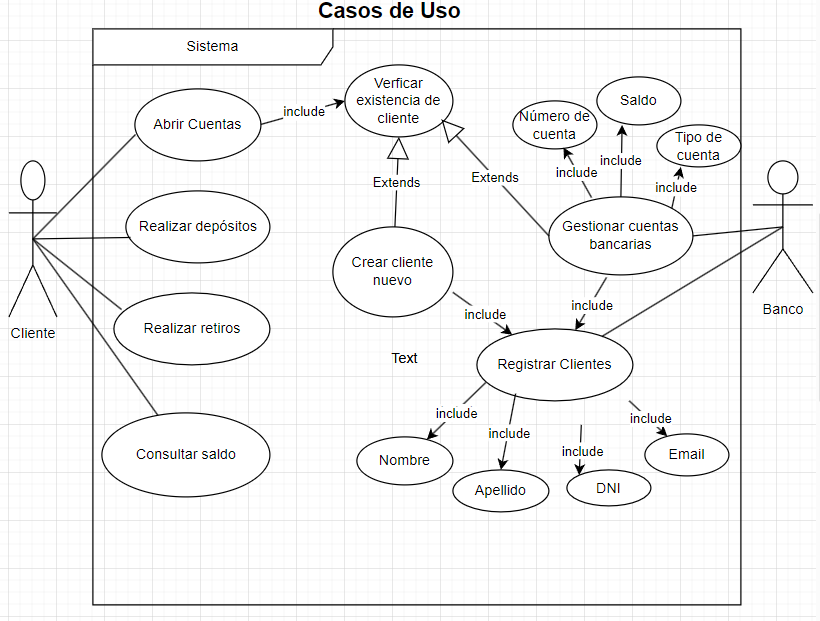 Casos de Uso
Sistema
Verficar
existencia de
cliente
Abrir Cuentas
include
Número de
cuenta
Saldo
Tipo de
cuenta
include
include
include
Extends
Extends
Realizar depósitos
Gestionar cuentas
bancarias
Crear cliente
nuevo
include
include
Banco
Cliente
Realizar retiros
Text
Registrar Clientes
include
include
include
include
Consultar saldo
Nombre
Apellido
DNI
Email